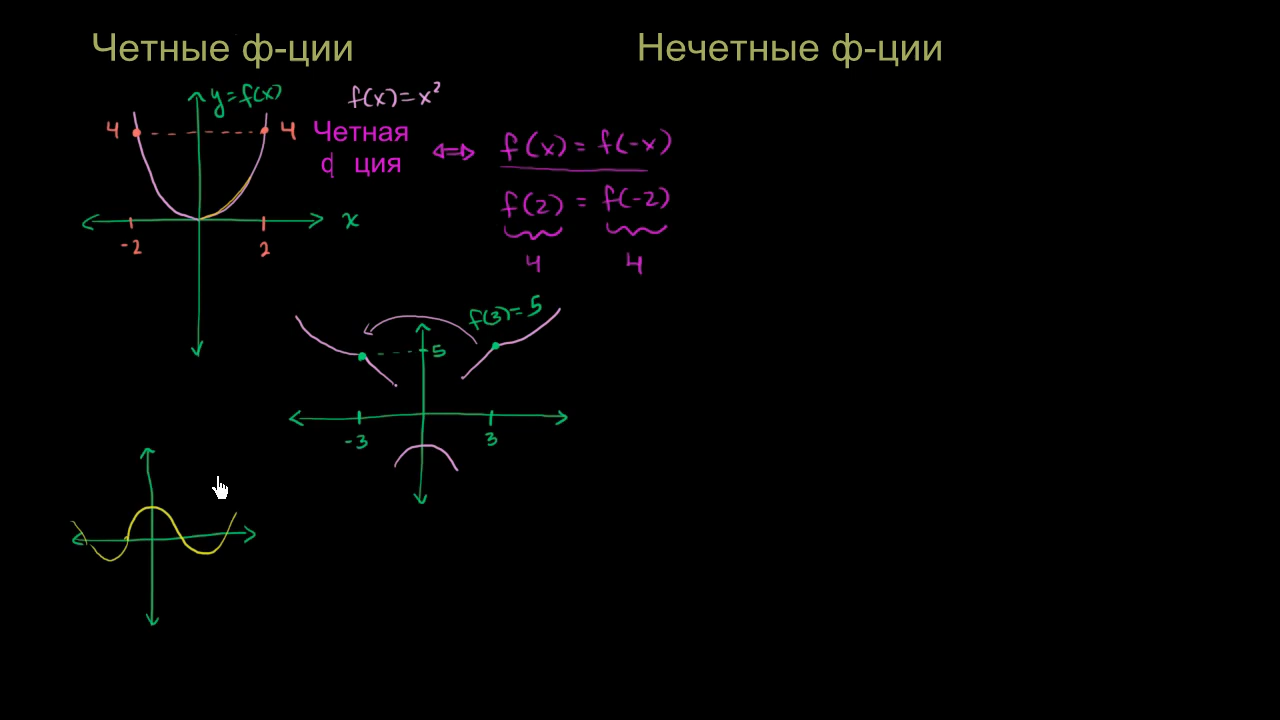 Четные ф-ции
Нечетные ф-ции
y=f(x)
f(x)=x²
4
4
Четная
ция
⇔
f(x) = f(-x)
f(2) = f(-2)
4
4
x
-2
2
f(3)=5
5
-3
3